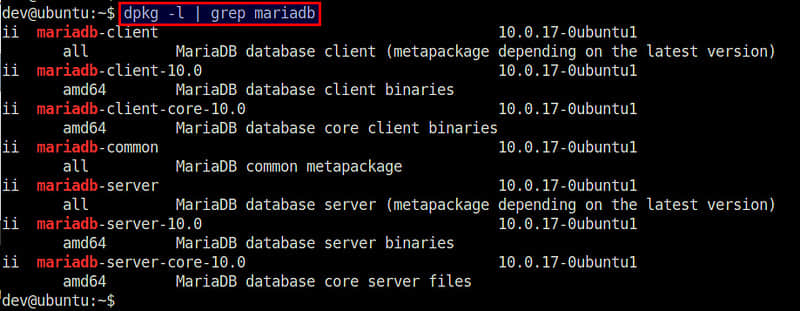 dev@ubuntu:~$ dpkg -l | grep mariadb
ii  mariadb-client                                       10.0.17-0ubuntu1
       all          MariaDB database client (metapackage depending on the latest version)
ii  mariadb-client-10.0                                  10.0.17-0ubuntu1
       amd64        MariaDB database client binaries
ii  mariadb-client-core-10.0                             10.0.17-0ubuntu1
       amd64        MariaDB database core client binaries
ii  mariadb-common                                       10.0.17-0ubuntu1
       all          MariaDB common metapackage
ii  mariadb-server                                       10.0.17-0ubuntu1
       all          MariaDB database server (metapackage depending on the latest version)
ii  mariadb-server-10.0                                  10.0.17-0ubuntu1
       amd64        MariaDB database server binaries
ii  mariadb-server-core-10.0                             10.0.17-0ubuntu1
       amd64        MariaDB database core server files
dev@ubuntu:~$